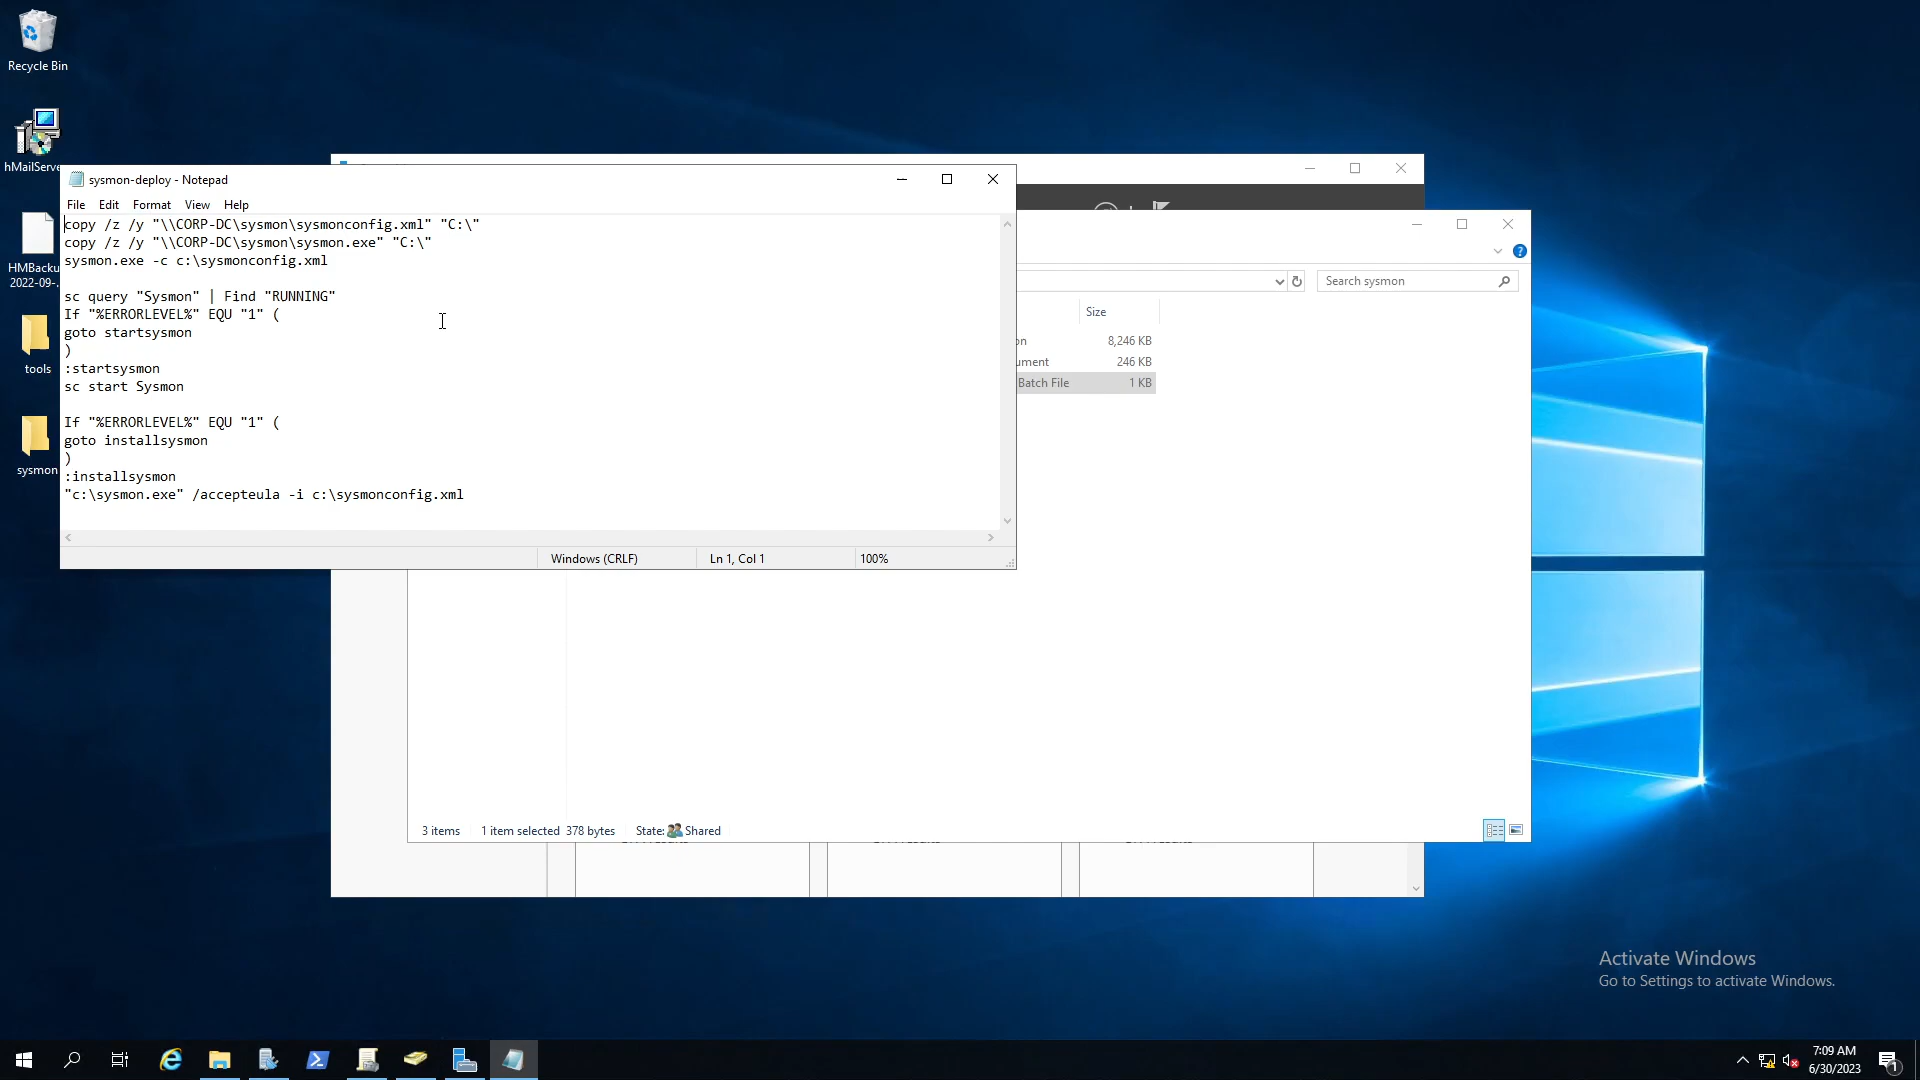 Recycle Bin
hMailServe
HMBacku
2022-09-
tools
sysmon
sysmon-deploy - Notepad
File Edit Format View Help
copy /z /y "\\CORP-DC\sysmon\sysmonconfig.xml" "C:\"
copy /z /y "\\CORP-DC\sysmon\sysmon.exe" "C:\"
sysmon.exe -c c:\sysmonconfig.xml
sc query "Sysmon" | Find "RUNNING"
If "%ERRORLEVEL%" EQU "1" (
goto startsysmon
)
:startsysmon
sc start Sysmon
If "%ERRORLEVEL%" EQU "1" (
goto installsysmon
)
:installsysmon
"c:\sysmon.exe" /accepteula -i c:\sysmonconfig.xml
Windows (CRLF) Ln 1, Col 1 100%
Search sysmon
Size
on 8,246 KB
ument 246 KB
Batch File 1 KB
3 items 1 item selected 378 bytes State: Shared
Activate Windows
Go to Settings to activate Windows.
7:09 AM
6/30/2023
1